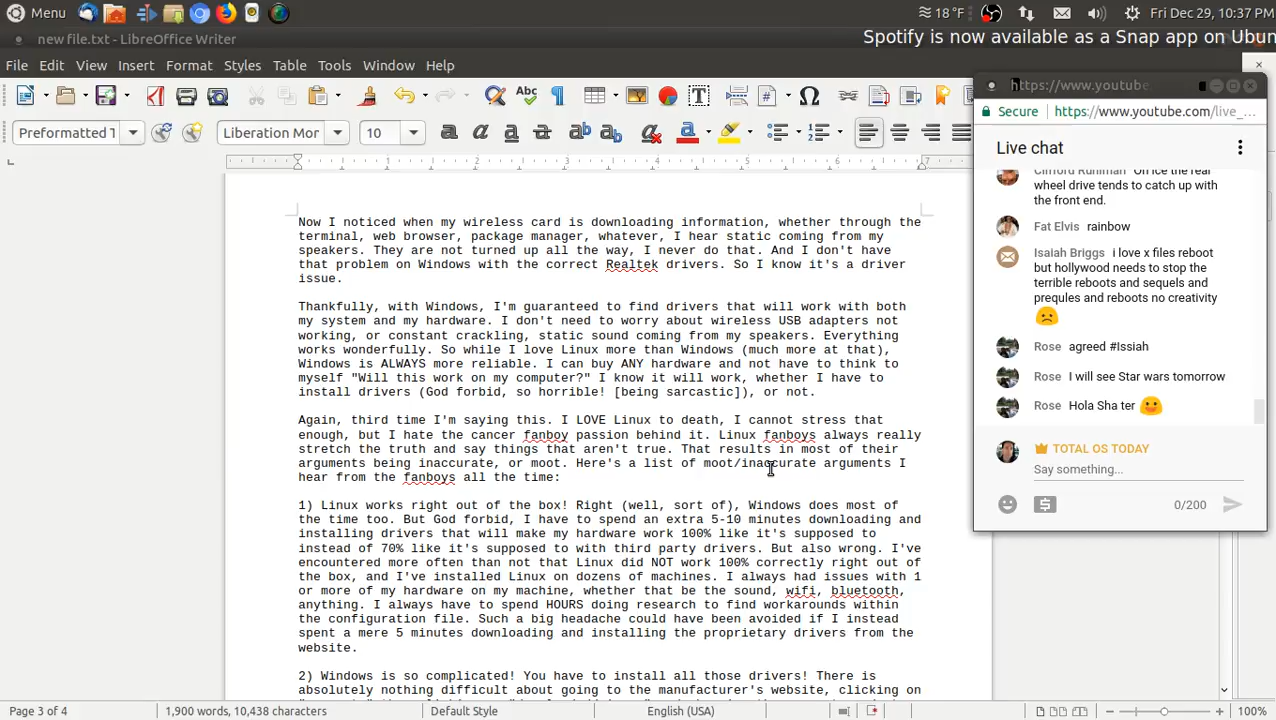 Menu
18 °F
Fri Dec 29, 10:37 PM
new file.txt - LibreOffice Writer
Spotify is now available as a Snap app on Ubun
File Edit View Insert Format Styles Table Tools Window Help
Preformatted T
Liberation Mor
10
1 2 3 4 5 6 7
Now I noticed when my wireless card is downloading information, whether through the
terminal, web browser, package manager, whatever, I hear static coming from my
speakers. They are not turned up all the way, I never do that. And I don't have
that problem on Windows with the correct Realtek drivers. So I know it's a driver
issue.
Thankfully, with Windows, I'm guaranteed to find drivers that will work with both
my system and my hardware. I don't need to worry about wireless USB adapters not
working, or constant crackling, static sound coming from my speakers. Everything
works wonderfully. So while I love Linux more than Windows (much more at that),
Windows is ALWAYS more reliable. I can buy ANY hardware and not have to think to
myself "Will this work on my computer?" I know it will work, whether I have to
install drivers (God forbid, so horrible! [being sarcastic]), or not.
Again, third time I'm saying this. I LOVE Linux to death, I cannot stress that
enough, but I hate the cancer fanboy passion behind it. Linux fanboys always really
stretch the truth and say things that aren't true. That results in most of their
arguments being inaccurate, or moot. Here's a list of moot/inaccurate arguments I
hear from the fanboys all the time:
1) Linux works right out of the box! Right (well, sort of), Windows does most of
the time too. But God forbid, I have to spend an extra 5-10 minutes downloading and
installing drivers that will make my hardware work 100% like it's supposed to
instead of 70% like it's supposed to with third party drivers. But also wrong. I've
encountered more often than not that Linux did NOT work 100% correctly right out of
the box, and I've installed Linux on dozens of machines. I always had issues with 1
or more of my hardware on my machine, whether that be the sound, wifi, bluetooth,
anything. I always have to spend HOURS doing research to find workarounds within
the configuration file. Such a big headache could have been avoided if I instead
spent a mere 5 minutes downloading and installing the proprietary drivers from the
website.
2) Windows is so complicated! You have to install all those drivers! There is
absolutely nothing difficult about going to the manufacturer's website, clicking on
https://www.youtube
Secure https://www.youtube.com/live_...
Live chat
Clifford Ruhlman On ice the rear
wheel drive tends to catch up with
the front end.
Fat Elvis rainbow
Isaiah Briggs i love x files reboot
but hollywood needs to stop the
terrible reboots and sequels and
prequles and reboots no creativity
Rose agreed #Issiah
Rose I will see Star wars tomorrow
Rose Hola Sha ter
TOTAL OS TODAY
Say something...
0/200
Page 3 of 4
1,900 words, 10,438 characters
Default Style
English (USA)
100%